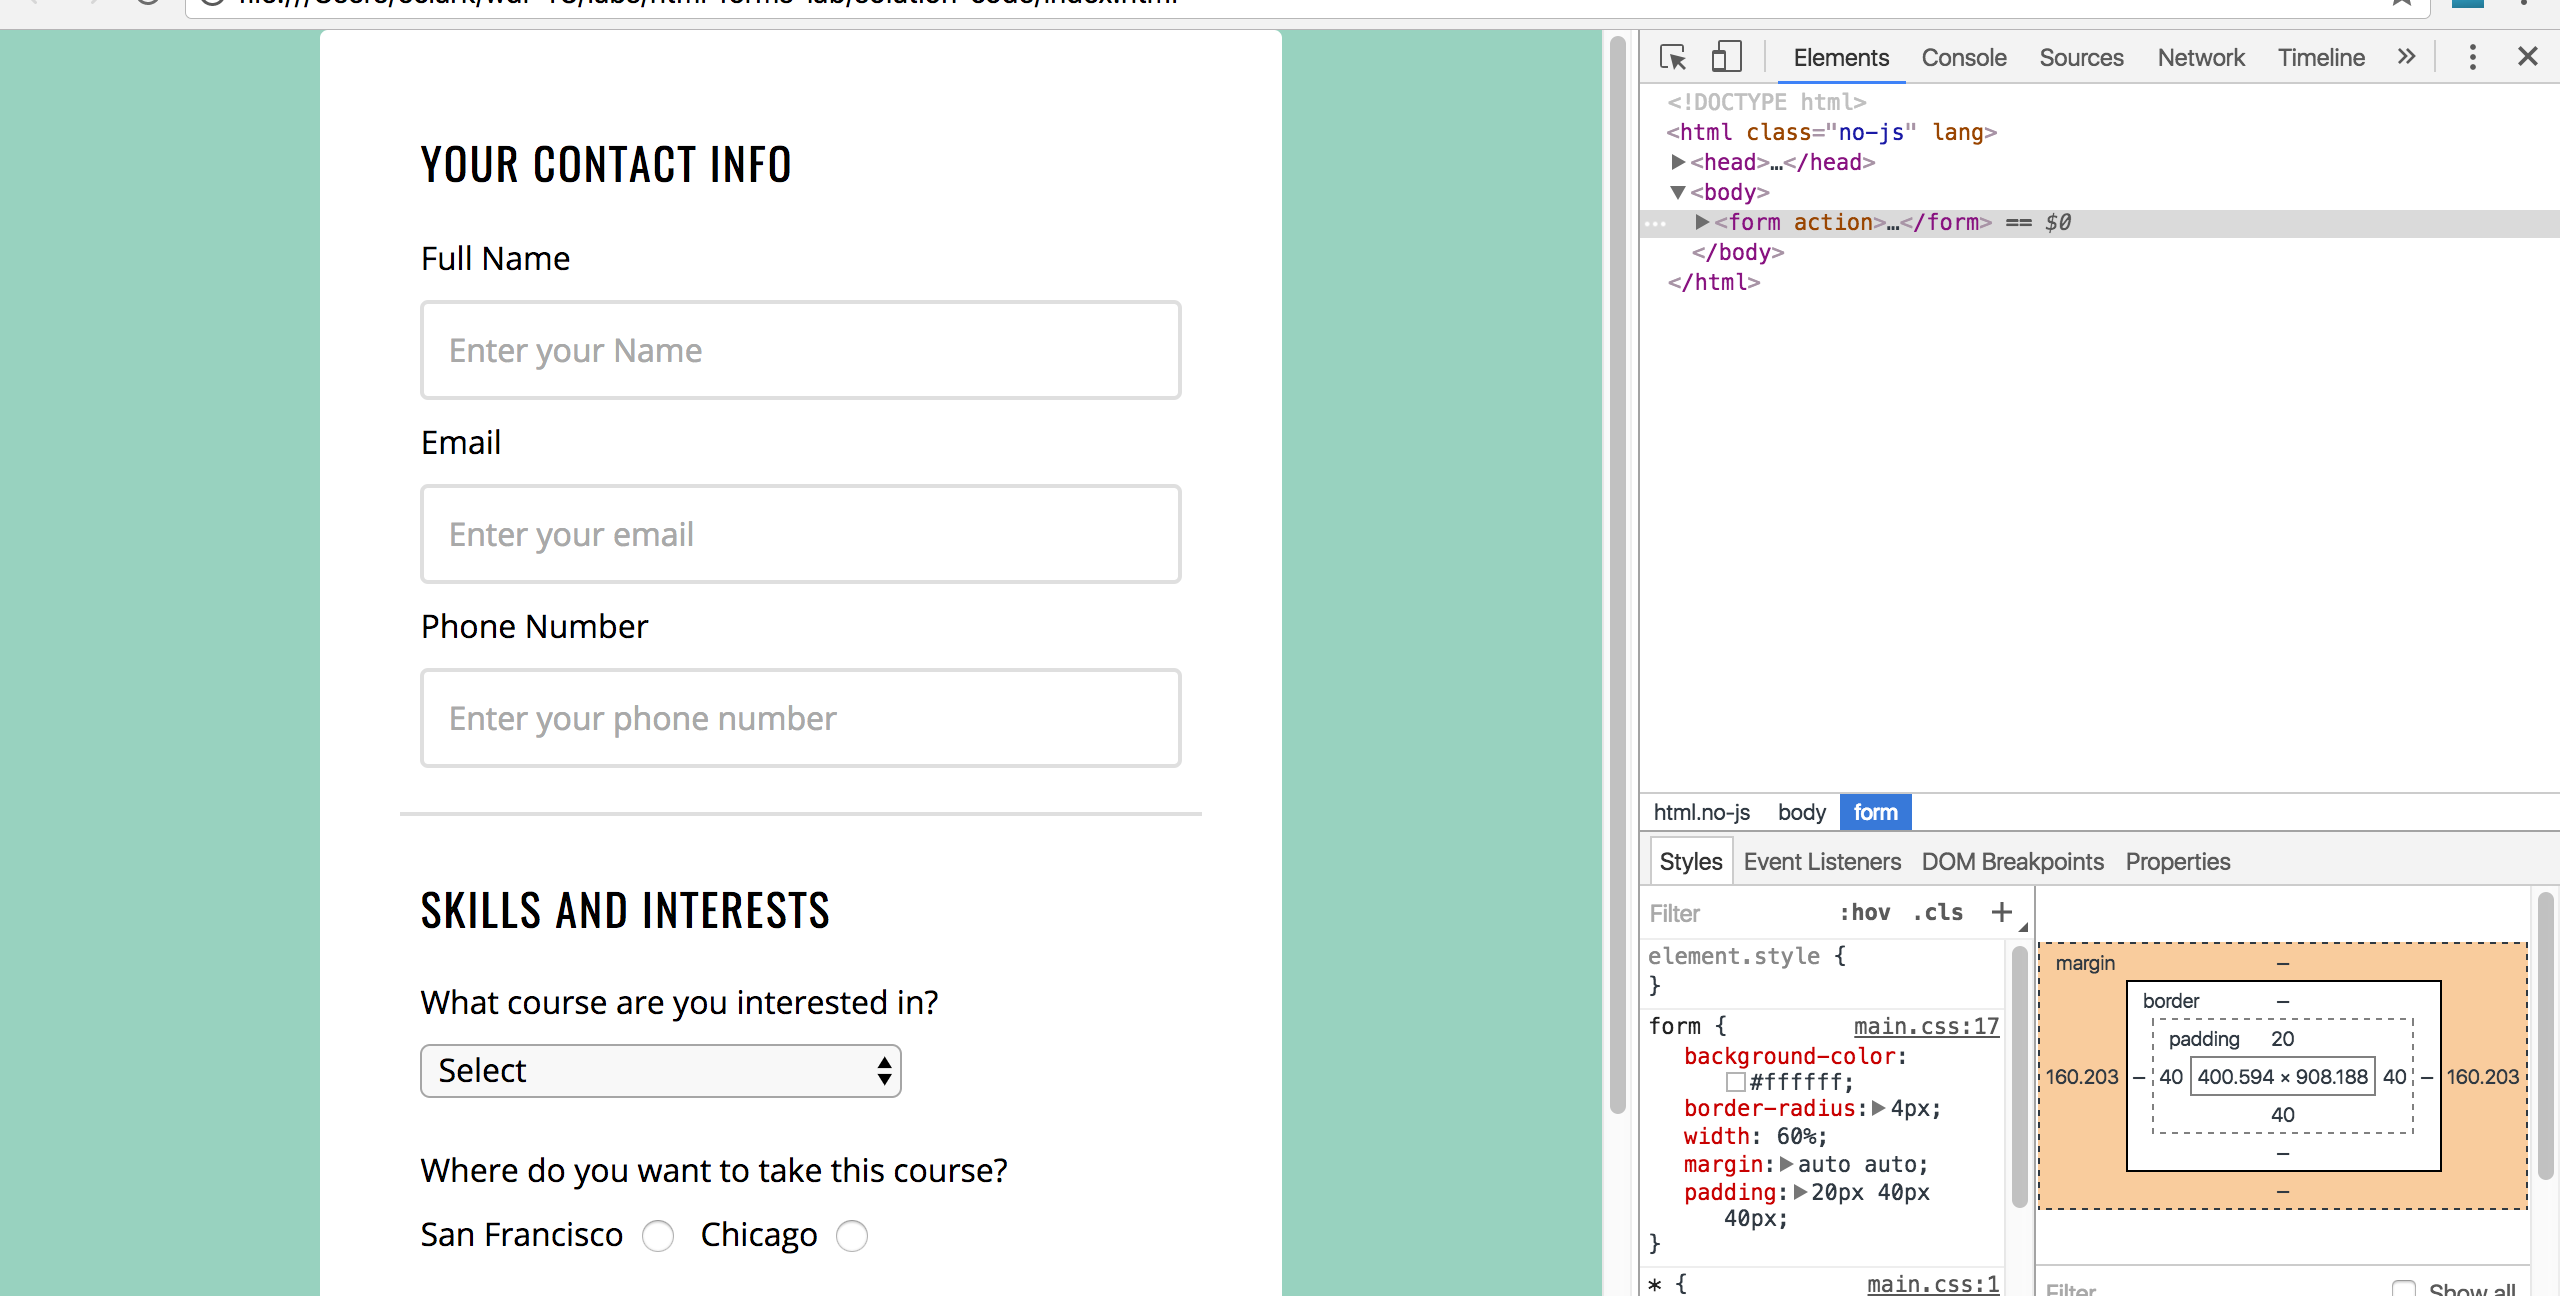 YOUR CONTACT INFO
Full Name
Enter your Name
Email
Enter your email
Phone Number
Enter your phone number
SKILLS AND INTERESTS
What course are you interested in?
Select
Where do you want to take this course?
San Francisco Chicago
Elements Console Sources Network Timeline »
<!DOCTYPE html>
<html class="no-js" lang>
<head>…</head>
<body>
<form action>…</form> == $0
</body>
</html>
html.no-js body form
Styles Event Listeners DOM Breakpoints Properties
Filter :hov .cls +
element.style {
}
form { main.css:17
background-color:
#ffffff;
border-radius: 4px;
width: 60%;
margin: auto auto;
padding: 20px 40px
40px;
}
* { main.css:1
margin –
border –
padding 20
160.203 – 40 400.594 × 908.188 40 – 160.203
40
–
–
Filter Show all